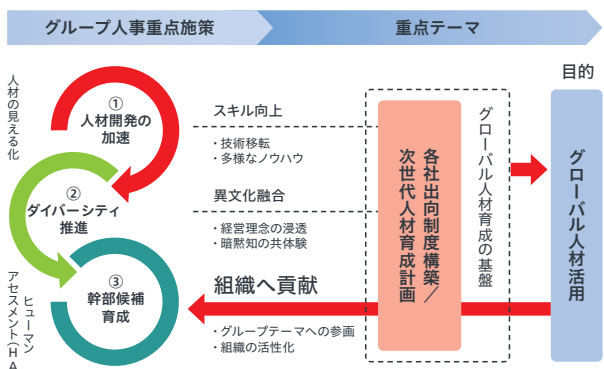 グループ人事重点施策
重点テーマ
人材の見える化
①
人材開発の
加速
②
ダイバーシティ
推進
③
幹部候補
育成
ヒューマン
アセスメント(HA
スキル向上
・技術移転
・多様なノウハウ
異文化融合
・経営理念の浸透
・暗黙知の共体験
組織へ貢献
・グループテーマへの参画
・組織の活性化
各社出向制度構築／
次世代人材育成計画
グローバル人材育成の基盤
目的
グローバル人材活用